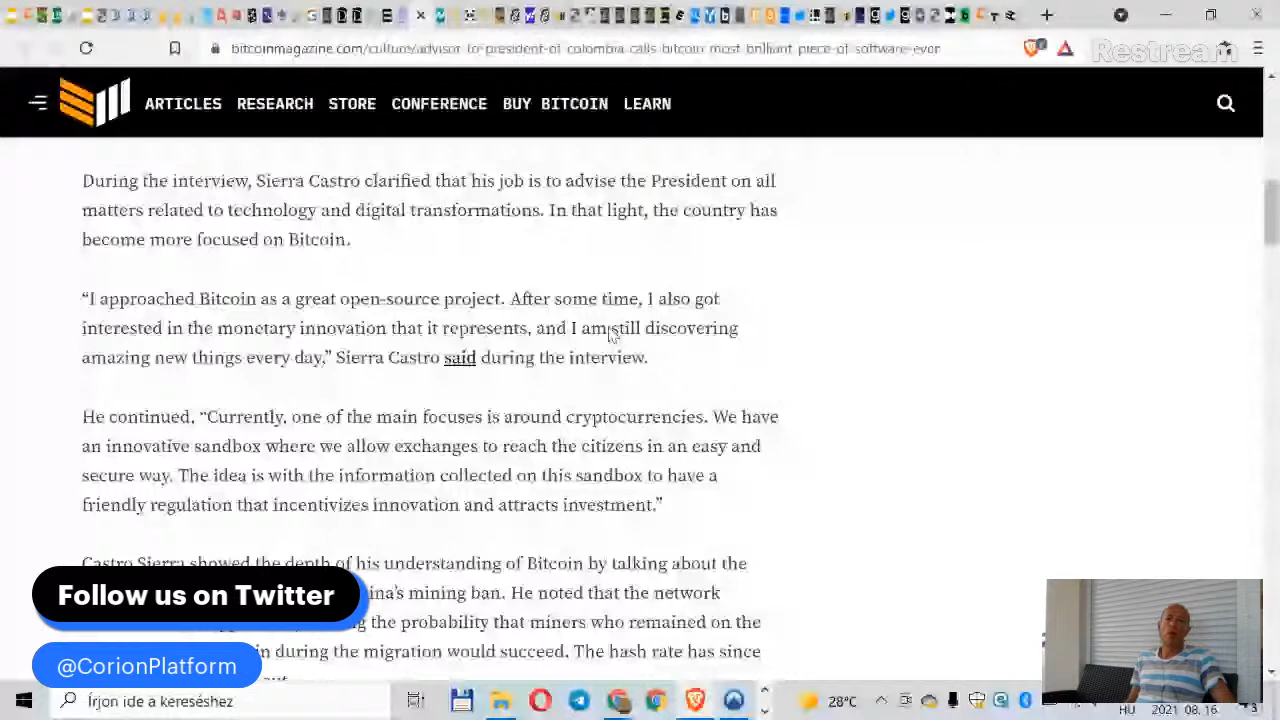 bitcoinmagazine.com/culture/advisor-to-president-of-colombia-calls-bitcoin-most-brilliant-piece-of-software-ever
Restream
ARTICLES RESEARCH STORE CONFERENCE BUY BITCOIN LEARN
During the interview, Sierra Castro clarified that his job is to advise the President on all
matters related to technology and digital transformations. In that light, the country has
become more focused on Bitcoin.
“I approached Bitcoin as a great open-source project. After some time, I also got
interested in the monetary innovation that it represents, and I am still discovering
amazing new things every day,” Sierra Castro said during the interview.
He continued, “Currently, one of the main focuses is around cryptocurrencies. We have
an innovative sandbox where we allow exchanges to reach the citizens in an easy and
secure way. The idea is with the information collected on this sandbox to have a
friendly regulation that incentivizes innovation and attracts investment.”
Castro Sierra showed the depth of his understanding of Bitcoin by talking about the
ina’s mining ban. He noted that the network
g the probability that miners who remained on the
in during the migration would succeed. The hash rate has since
Follow us on Twitter
@CorionPlatform
Írjon ide a kereséshez
28°C
HU
2021. 08. 16.